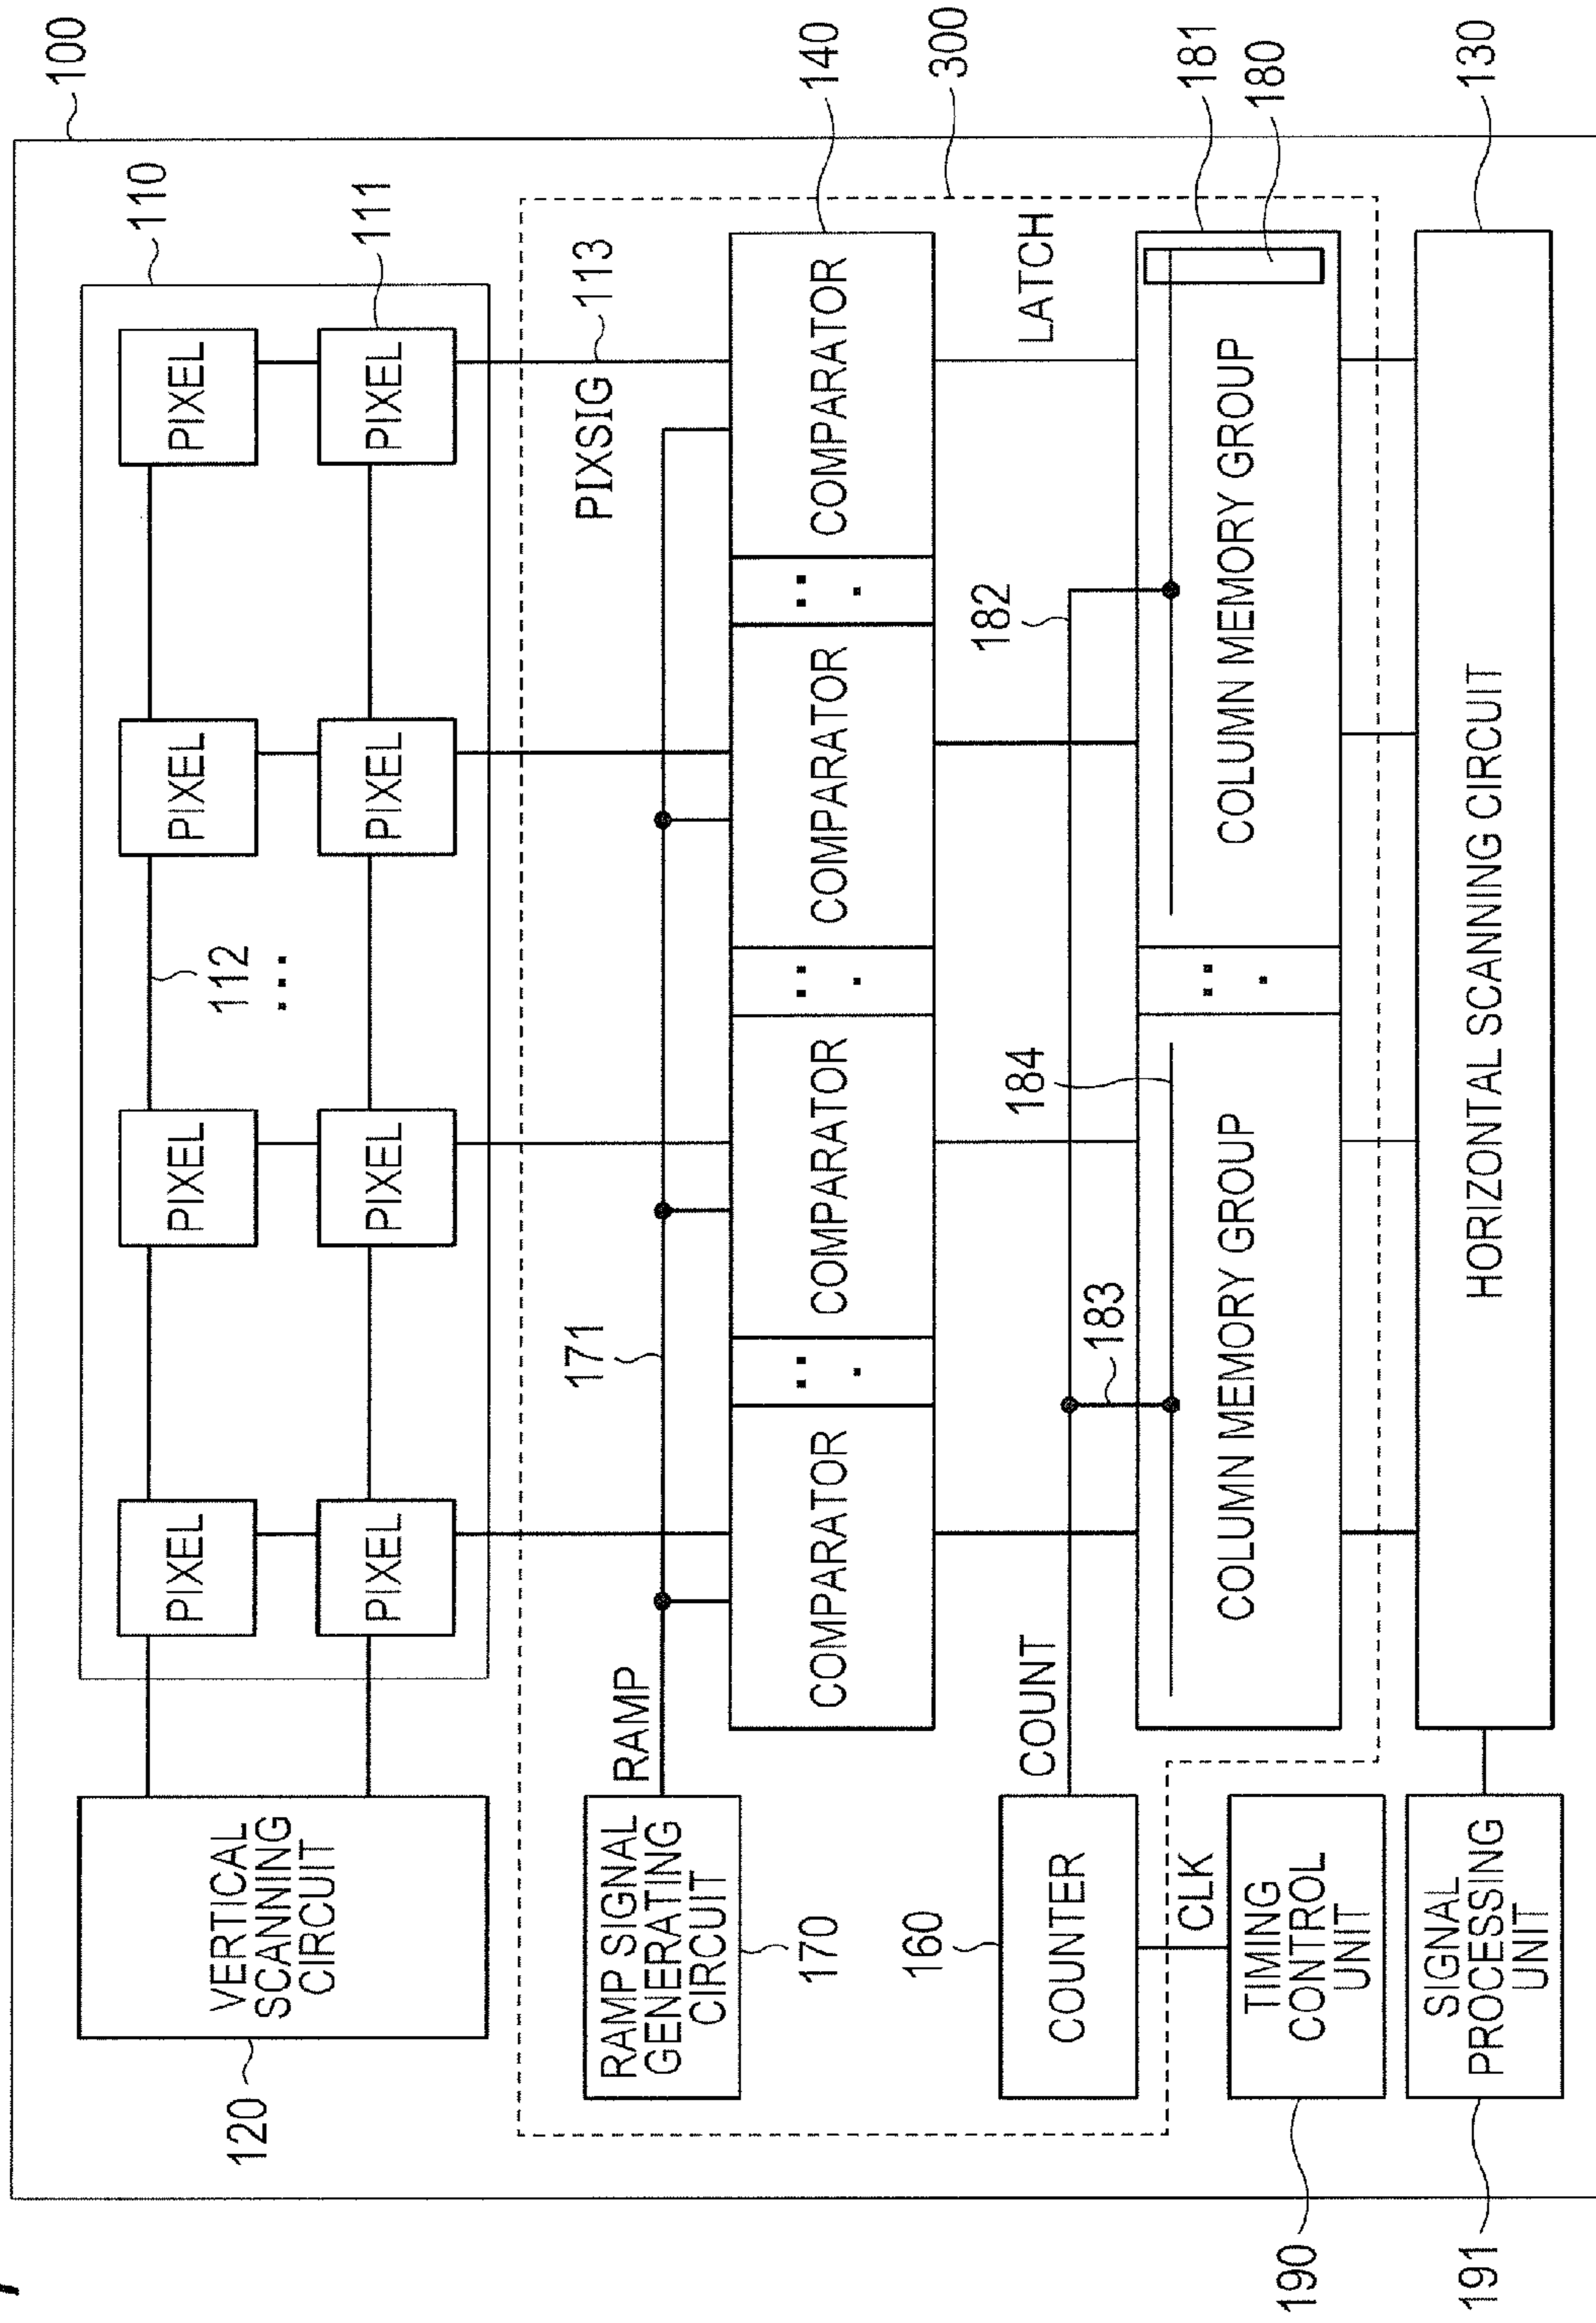 100
110
111
120
VERTICAL
SCANNING
CIRCUIT
PIXEL
PIXEL
PIXEL
PIXEL
112
...
PIXEL
PIXEL
PIXEL
PIXEL
PIXSIG
113
RAMP
171
RAMP SIGNAL
GENERATING
CIRCUIT
170
COMPARATOR
COMPARATOR
COMPARATOR
COMPARATOR
140
300
160
COUNTER
COUNT
182
LATCH
183
184
181
180
COLUMN MEMORY GROUP
COLUMN MEMORY GROUP
CLK
TIMING
CONTROL
UNIT
190
SIGNAL
PROCESSING
UNIT
191
HORIZONTAL SCANNING CIRCUIT
130